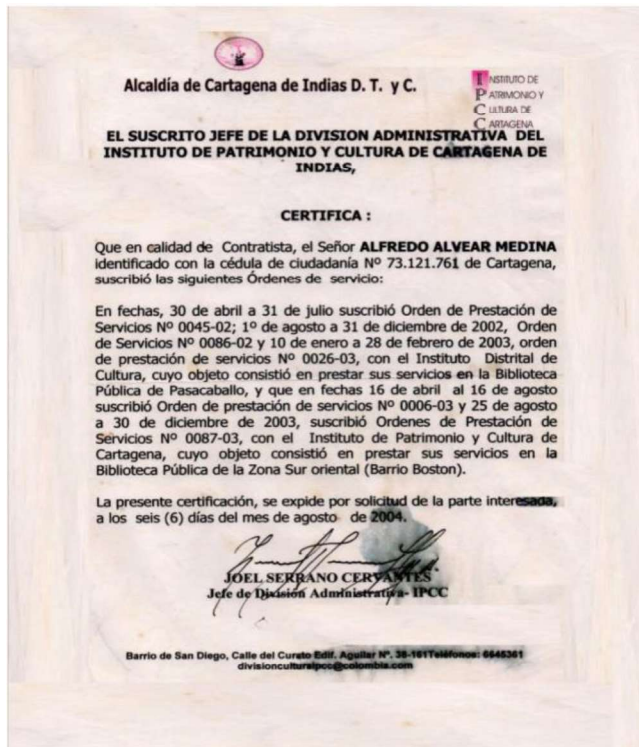 Alcaldía de Cartagena de Indias D. T. y C.
INSTITUTO DE
PATRIMONIO Y
CULTURA DE
CARTAGENA
EL SUSCRITO JEFE DE LA DIVISION ADMINISTRATIVA DEL
INSTITUTO DE PATRIMONIO Y CULTURA DE CARTAGENA DE
INDIAS,
CERTIFICA :
Que en calidad de Contratista, el Señor ALFREDO ALVEAR MEDINA
identificado con la cédula de ciudadanía Nº 73.121.761 de Cartagena,
suscribió las siguientes Órdenes de servicio:
En fechas, 30 de abril a 31 de julio suscribió Orden de Prestación de
Servicios Nº 0045-02; 1º de agosto a 31 de diciembre de 2002, Orden
de Servicios Nº 0086-02 y 10 de enero a 28 de febrero de 2003, orden
de prestación de servicios Nº 0026-03, con el Instituto Distrital de
Cultura, cuyo objeto consistió en prestar sus servicios en la Biblioteca
Pública de Pasacaballo, y que en fechas 16 de abril al 16 de agosto
suscribió Orden de prestación de servicios Nº 0006-03 y 25 de agosto
a 30 de diciembre de 2003, suscribió Ordenes de Prestación de
Servicios Nº 0087-03, con el Instituto de Patrimonio y Cultura de
Cartagena, cuyo objeto consistió en prestar sus servicios en la
Biblioteca Pública de la Zona Sur oriental (Barrio Boston).
La presente certificación, se expide por solicitud de la parte interesada,
a los seis (6) días del mes de agosto de 2004.
JOEL SERRANO CERVANTES
Jefe de División Administrativa- IPCC
Barrio de San Diego, Calle del Curato Edif. Aguilar Nº. 38-161Teléfonos: 6645361
divisionculturalpcc@colombia.com